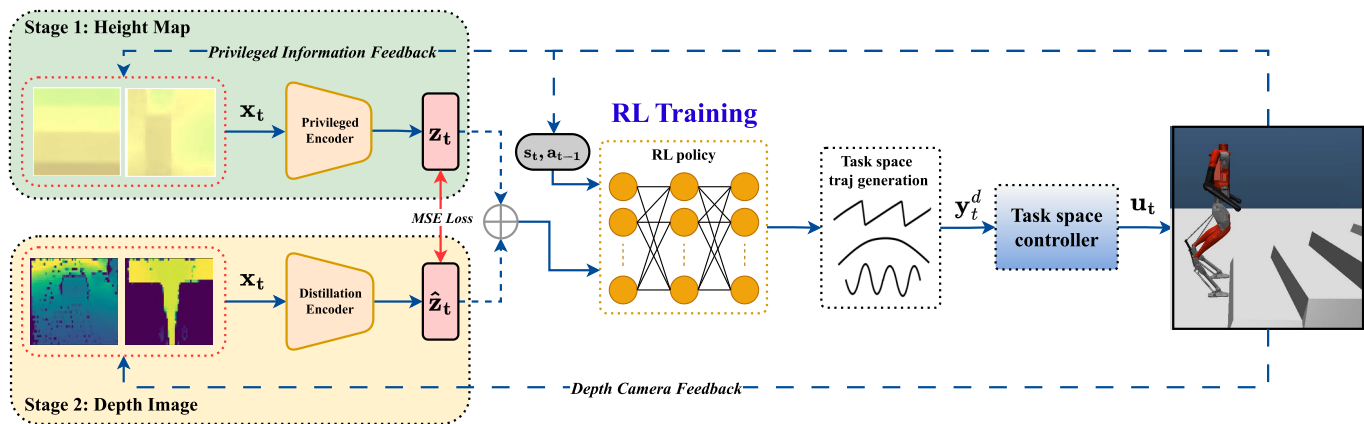 Stage 1: Height Map
Privileged Information Feedback
x_t
Privileged
Encoder
z_t
RL Training
s_t, a_{t-1}
RL policy
Task space
traj generation
y_t^d
Task space
controller
u_t
MSE Loss
x_t
Distillation
Encoder
ẑ_t
Depth Camera Feedback
Stage 2: Depth Image